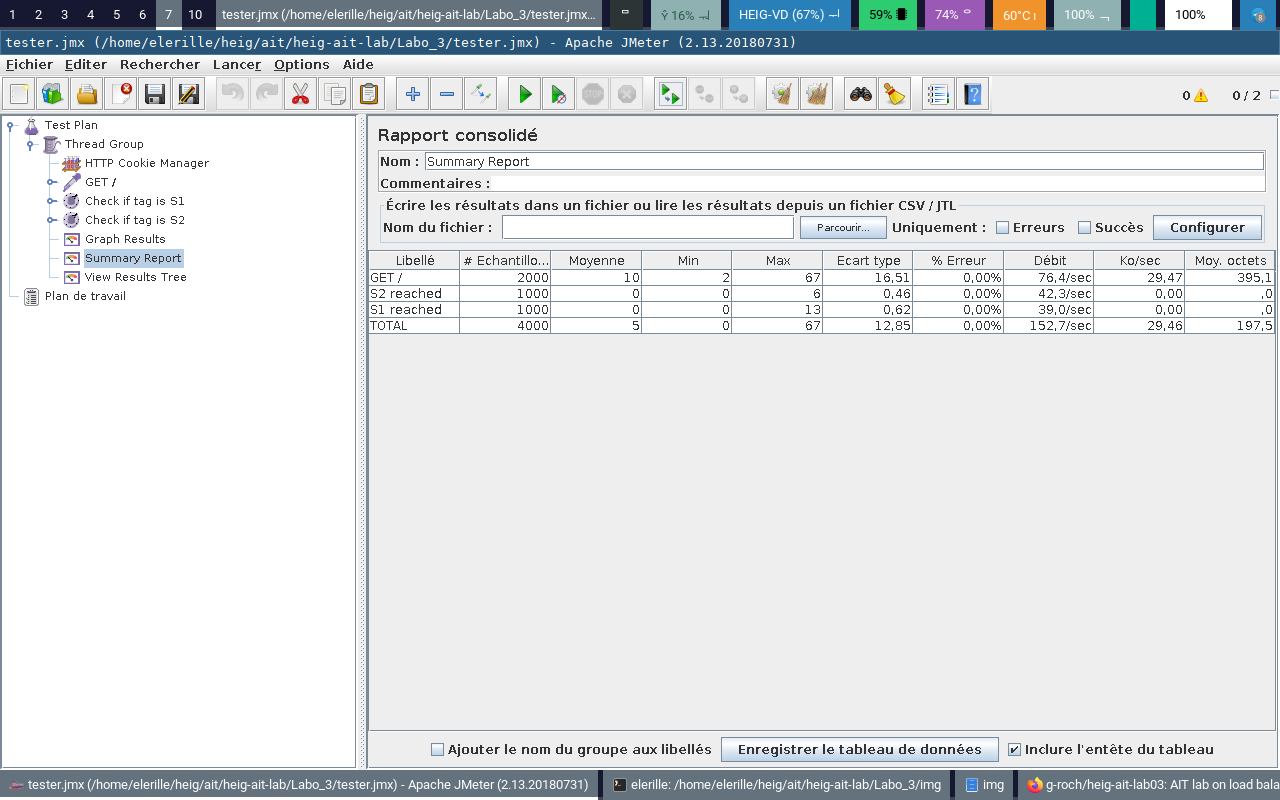 1 2 3 4 5 6 7 10 tester.jmx (/home/elerille/heig/ait/heig-ait-lab/Labo_3/tester.jmx... 16% HEIG-VD (67%) 59% 74% 60°C 100% 100%
tester.jmx (/home/elerille/heig/ait/heig-ait-lab/Labo_3/tester.jmx) - Apache JMeter (2.13.20180731)
Fichier Editer Rechercher Lancer Options Aide
STOP 0 0 / 2
Test Plan
Thread Group
HTTP Cookie Manager
GET /
Check if tag is S1
Check if tag is S2
Graph Results
Summary Report
View Results Tree
Plan de travail
Rapport consolidé
Nom : Summary Report
Commentaires :
Écrire les résultats dans un fichier ou lire les résultats depuis un fichier CSV / JTL
Nom du fichier : Parcourir... Uniquement : Erreurs Succès Configurer
Libellé # Echantillo... Moyenne Min Max Ecart type % Erreur Débit Ko/sec Moy. octets
GET / 2000 10 2 67 16,51 0,00% 76,4/sec 29,47 395,1
S2 reached 1000 0 0 6 0,46 0,00% 42,3/sec 0,00 ,0
S1 reached 1000 0 0 13 0,62 0,00% 39,0/sec 0,00 ,0
TOTAL 4000 5 0 67 12,85 0,00% 152,7/sec 29,46 197,5
Ajouter le nom du groupe aux libellés Enregistrer le tableau de données Inclure l'entête du tableau
tester.jmx (/home/elerille/heig/ait/heig-ait-lab/Labo_3/tester.jmx) - Apache JMeter (2.13.20180731) elerille: /home/elerille/heig/ait/heig-ait-lab/Labo_3/img img g-roch/heig-ait-lab03: AIT lab on load bala